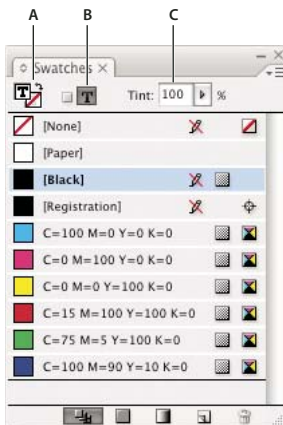 A B C
Swatches
T T Tint: 100 %
[None]
[Paper]
[Black]
[Registration]
C=100 M=0 Y=0 K=0
C=0 M=100 Y=0 K=0
C=0 M=0 Y=100 K=0
C=15 M=100 Y=100 K=0
C=75 M=5 Y=100 K=0
C=100 M=90 Y=10 K=0